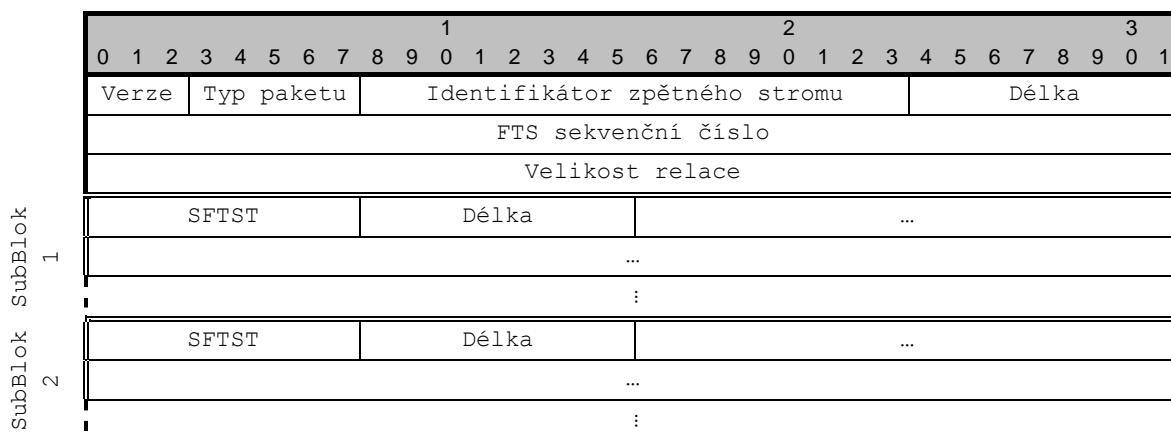 1 2 3
0 1 2 3 4 5 6 7 8 9 0 1 2 3 4 5 6 7 8 9 0 1 2 3 4 5 6 7 8 9 0 1
Verze Typ paketu Identifikátor zpětného stromu Délka
FTS sekvenční číslo
Velikost relace
SubBlok
1
SFTST Délka …
…
⋮
SubBlok
2
SFTST Délka …
…
⋮